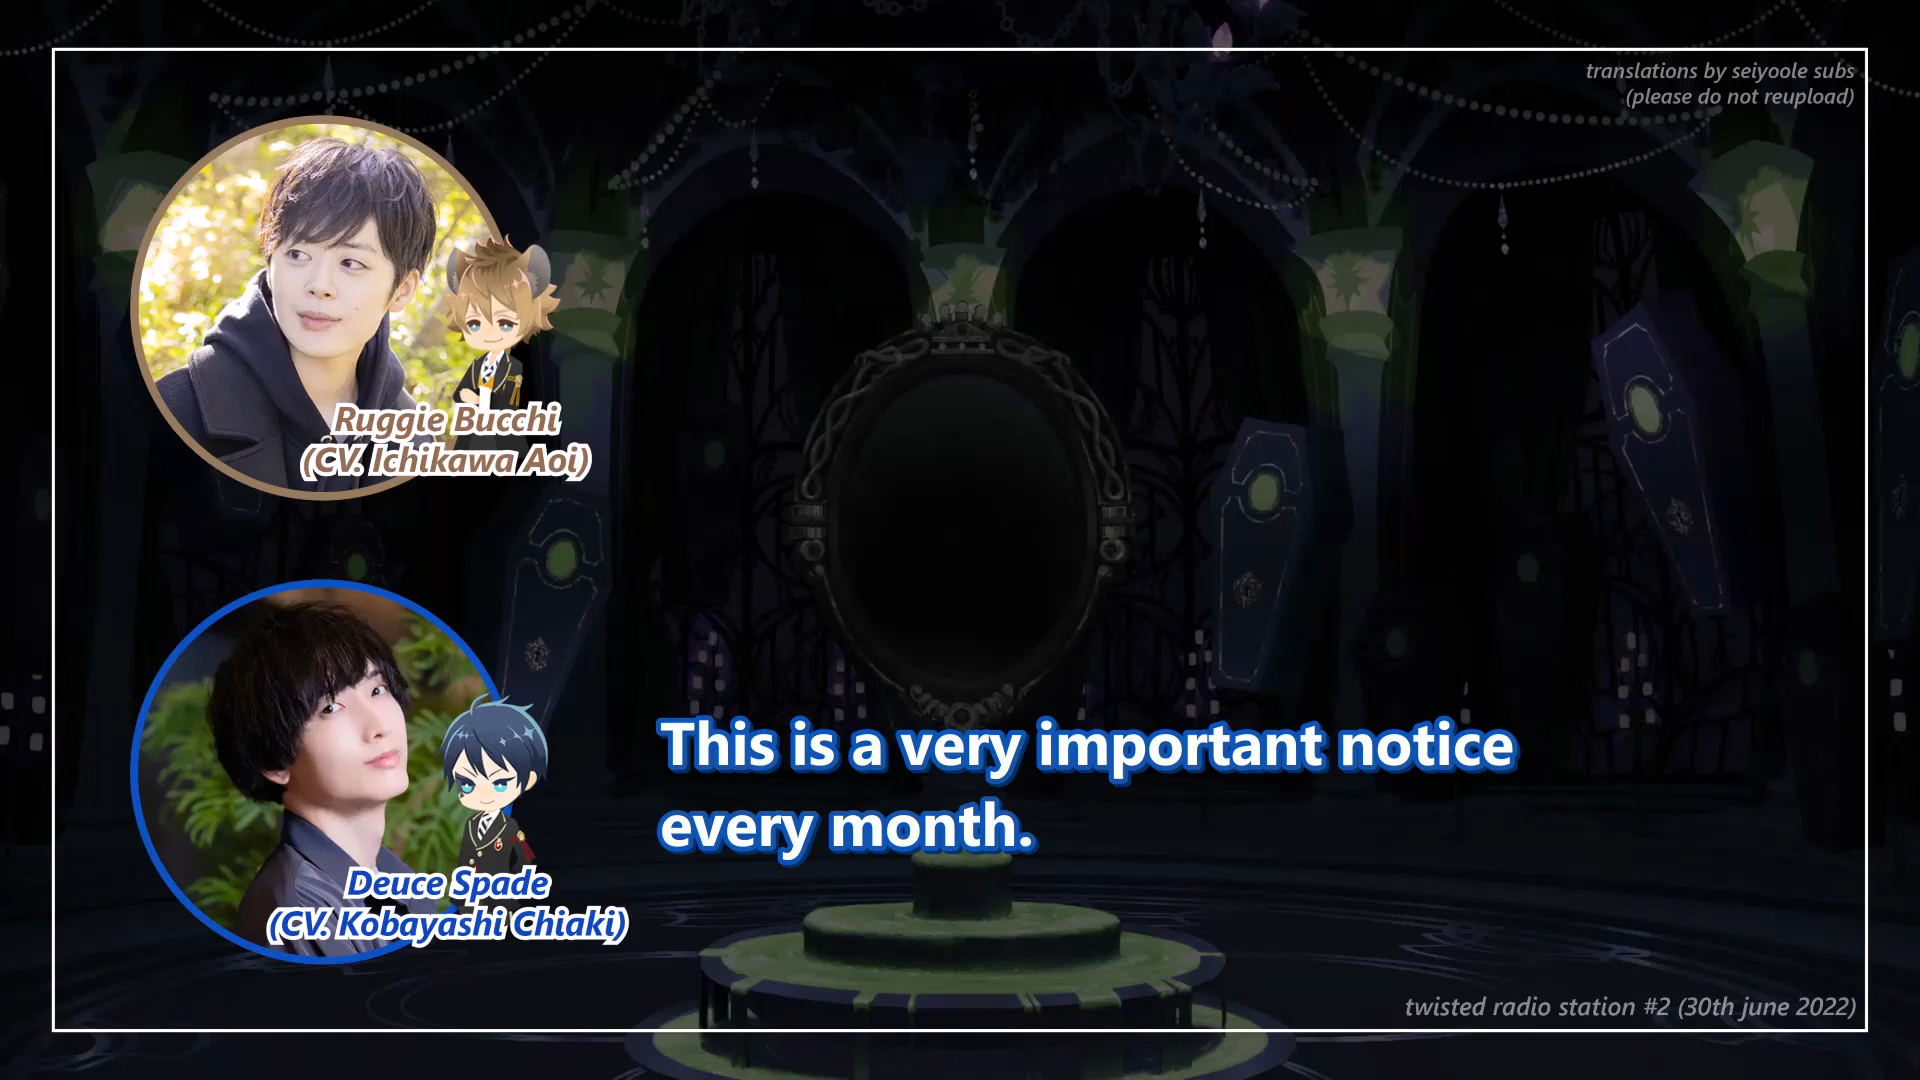 translations by seiyoole subs
(please do not reupload)
Ruggie Bucchi
(CV. Ichikawa Aoi)
This is a very important notice
every month.
Deuce Spade
(CV. Kobayashi Chiaki)
twisted radio station #2 (30th june 2022)